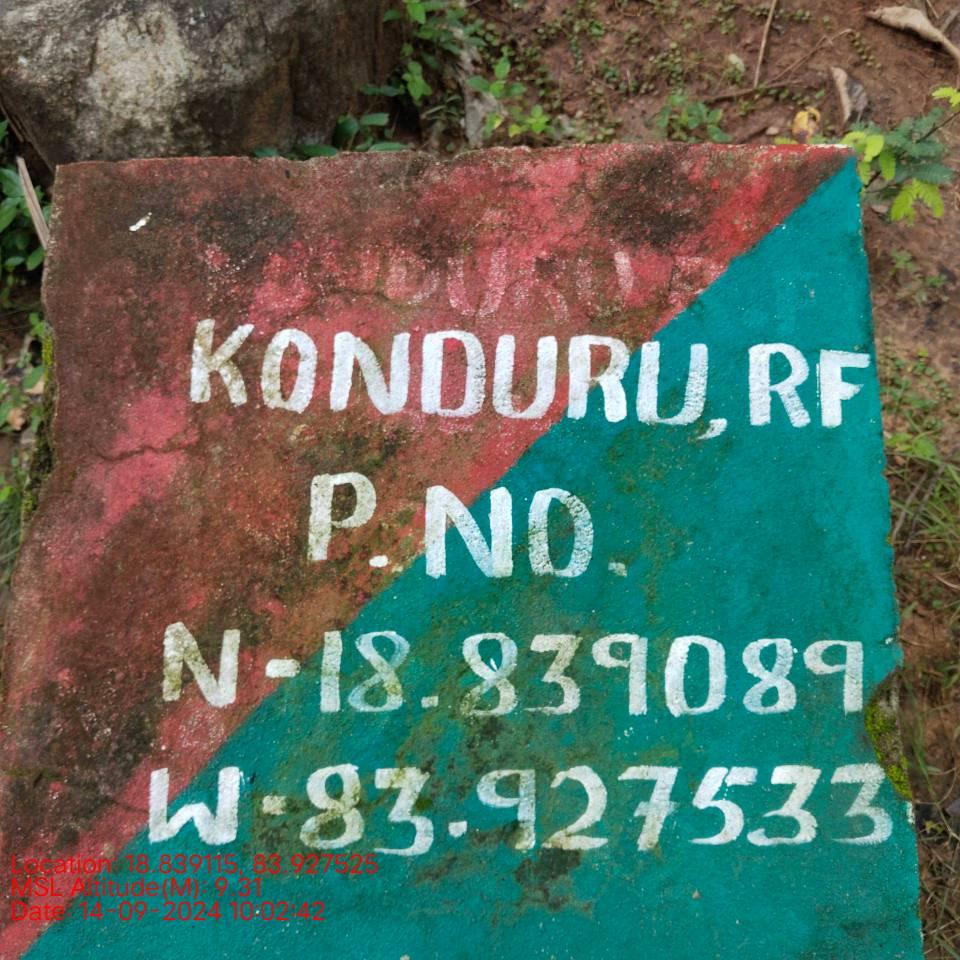 KONDURU, RF
P. NO.
N-18.839089
W-83.927533
Location: 18.839115, 83.927525
MSL Altitude(M): 9.31
Date: 14-09-2024 10:02:42